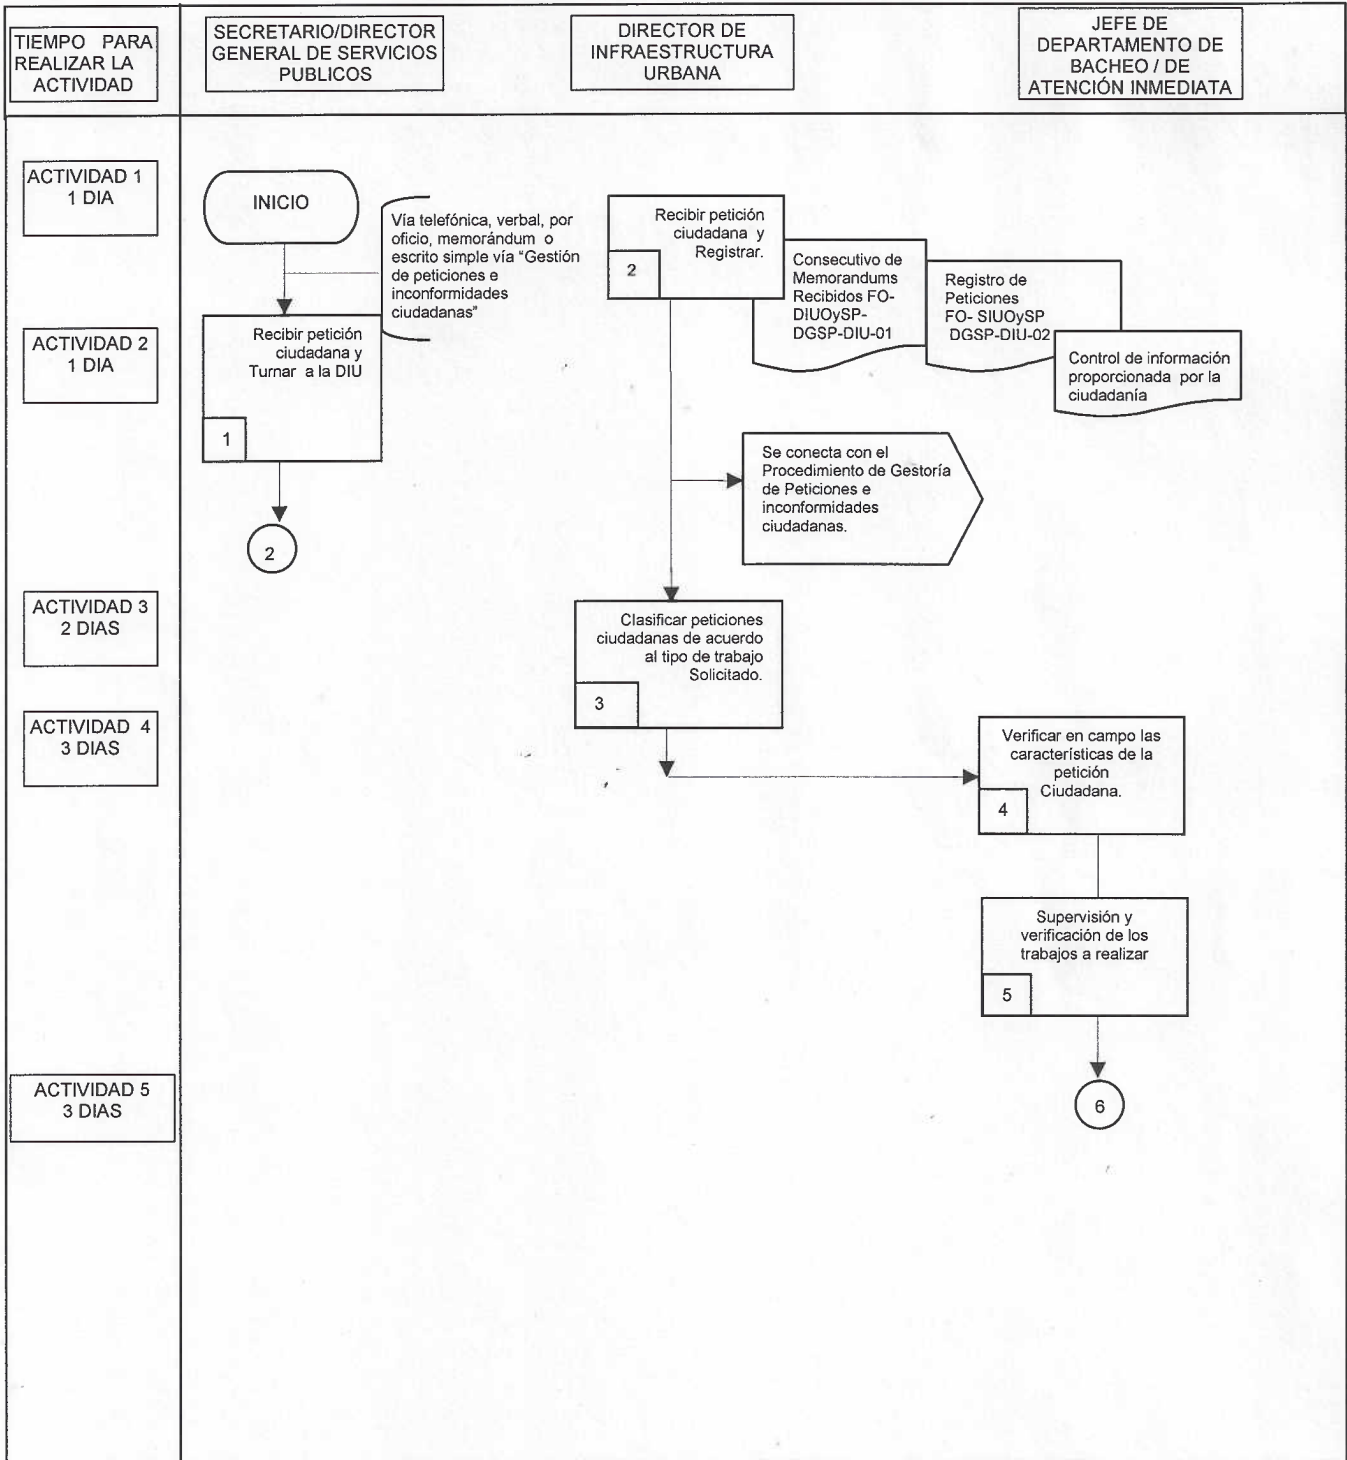 TIEMPO PARA
REALIZAR LA
ACTIVIDAD
SECRETARIO/DIRECTOR
GENERAL DE SERVICIOS
PUBLICOS
DIRECTOR DE
INFRAESTRUCTURA
URBANA
JEFE DE
DEPARTAMENTO DE
BACHEO / DE
ATENCIÓN INMEDIATA
ACTIVIDAD 1
1 DIA
INICIO
Vía telefónica, verbal, por
oficio, memorándum o
escrito simple vía “Gestión
de peticiones e
inconformidades
ciudadanas”
Recibir petición
ciudadana y
Registrar.
2
Consecutivo de
Memorandums
Recibidos FO-
DIUOySP-
DGSP-DIU-01
Registro de
Peticiones
FO- SIUOySP
DGSP-DIU-02
Control de información
proporcionada por la
ciudadanía
ACTIVIDAD 2
1 DIA
Recibir petición
ciudadana y
Turnar a la DIU
1
2
Se conecta con el
Procedimiento de Gestoría
de Peticiones e
inconformidades
ciudadanas.
ACTIVIDAD 3
2 DIAS
Clasificar peticiones
ciudadanas de acuerdo
al tipo de trabajo
Solicitado.
3
ACTIVIDAD 4
3 DIAS
Verificar en campo las
características de la
petición
Ciudadana.
4
Supervisión y
verificación de los
trabajos a realizar
5
ACTIVIDAD 5
3 DIAS
6